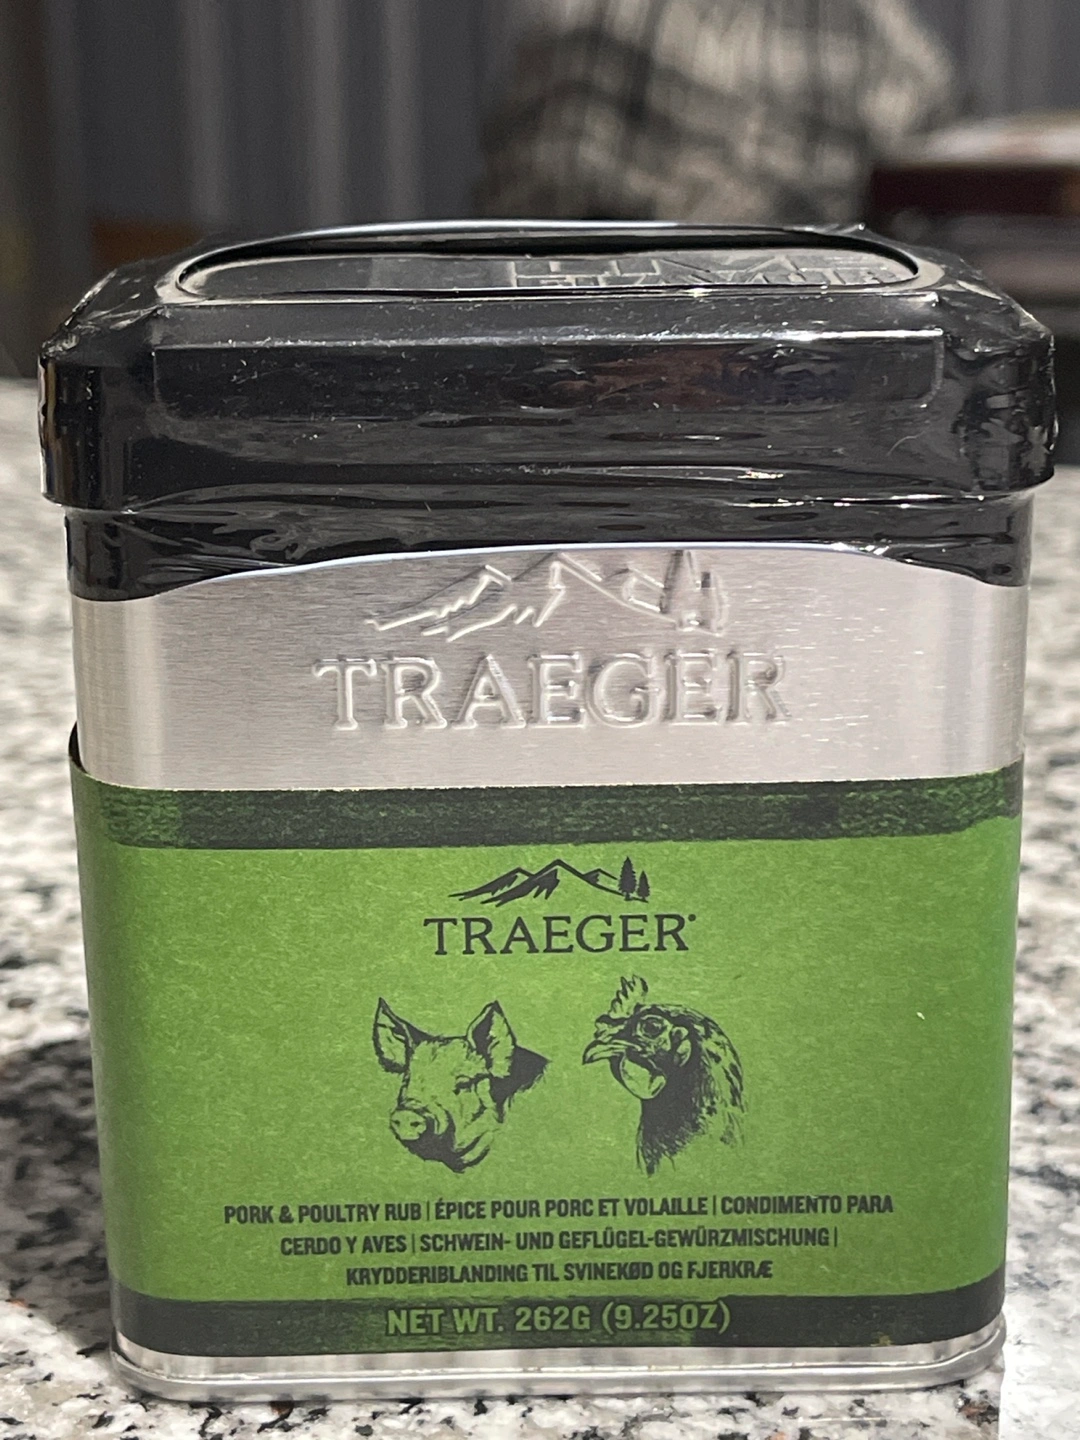 TRAEGER
TRAEGER
PORK & POULTRY RUB | ÉPICE POUR PORC ET VOLAILLE | CONDIMENTO PARA
CERDO Y AVES | SCHWEIN- UND GEFLÜGEL-GEWÜRZMISCHUNG |
KRYDDERIBLANDING TIL SVINEKØD OG FJERKRÆ
NET WT. 262G (9.25OZ)